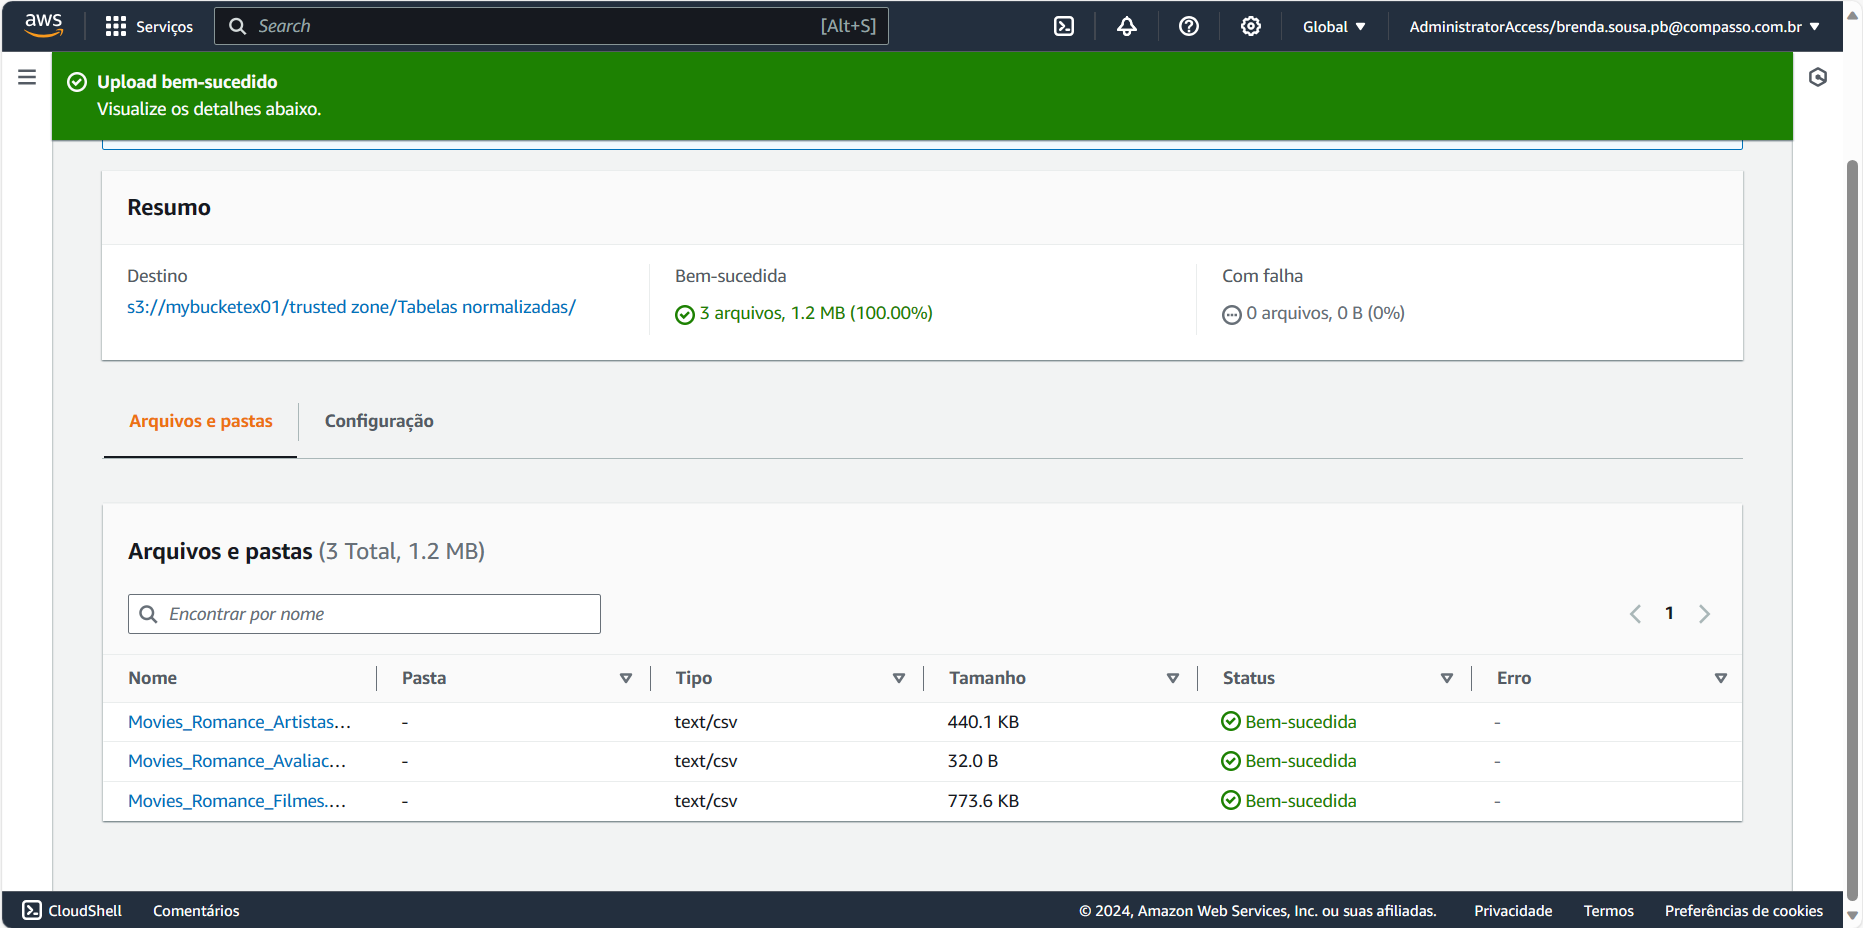 aws
Serviços
Search
[Alt+S]
Global
AdministratorAccess/brenda.sousa.pb@compasso.com.br
Upload bem-sucedido
Visualize os detalhes abaixo.
Resumo
Destino
s3://mybucketex01/trusted zone/Tabelas normalizadas/
Bem-sucedida
3 arquivos, 1.2 MB (100.00%)
Com falha
0 arquivos, 0 B (0%)
Arquivos e pastas
Configuração
Arquivos e pastas (3 Total, 1.2 MB)
Encontrar por nome
1
Nome Pasta Tipo Tamanho Status Erro
Movies_Romance_Artistas... - text/csv 440.1 KB Bem-sucedida -
Movies_Romance_Avaliac... - text/csv 32.0 B Bem-sucedida -
Movies_Romance_Filmes.... - text/csv 773.6 KB Bem-sucedida -
CloudShell
Comentários
© 2024, Amazon Web Services, Inc. ou suas afiliadas.
Privacidade
Termos
Preferências de cookies